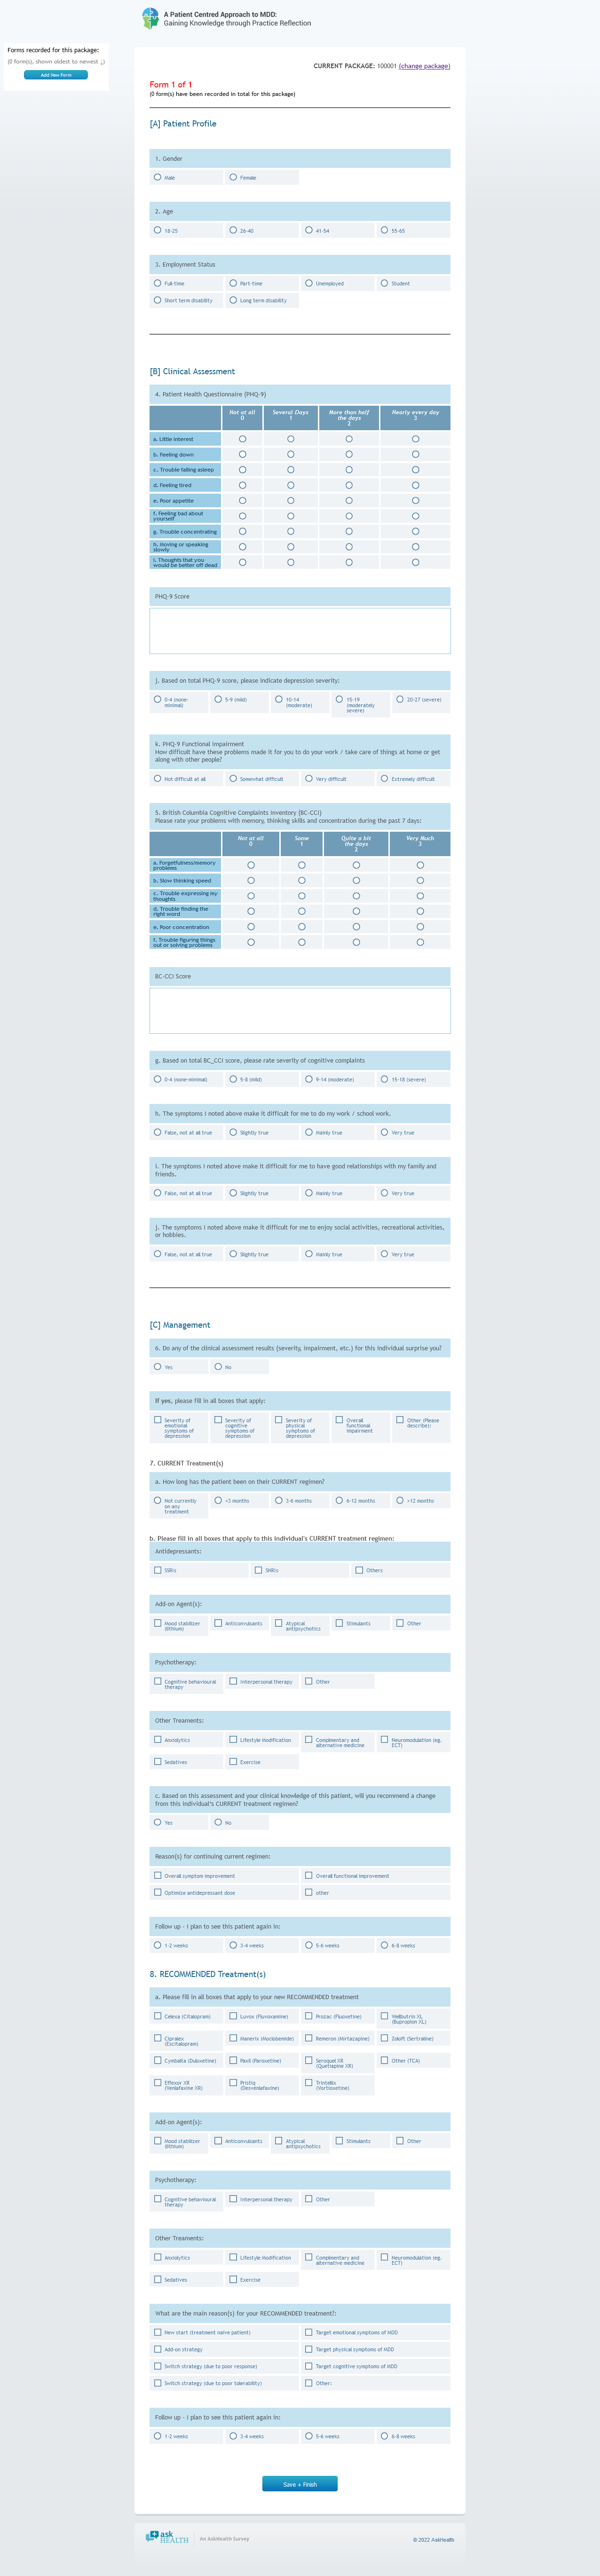 A Patient Centred Approach to MDD:
Gaining Knowledge through Practice Reflection
Forms recorded for this package:
(0 form(s), shown oldest to newest ↓)
Add New Form
CURRENT PACKAGE: 100001 (change package)
Form 1 of 1
(0 form(s) have been recorded in total for this package)
[A] Patient Profile
1. Gender
Male
Female
2. Age
18-25
26-40
41-54
55-65
3. Employment Status
Full-time
Part-time
Unemployed
Student
Short term disability
Long term disability
[B] Clinical Assessment
4. Patient Health Questionnaire (PHQ-9)
Not at all
0
Several Days
1
More than half
the days
2
Nearly every day
3
a. Little interest
b. Feeling down
c. Trouble falling asleep
d. Feeling tired
e. Poor appetite
f. Feeling bad about
yourself
g. Trouble concentrating
h. Moving or speaking
slowly
i. Thoughts that you
would be better off dead
PHQ-9 Score
j. Based on total PHQ-9 score, please indicate depression severity:
0-4 (none-
minimal)
5-9 (mild)
10-14
(moderate)
15-19
(moderately
severe)
20-27 (severe)
k. PHQ-9 Functional Impairment
How difficult have these problems made it for you to do your work / take care of things at home or get
along with other people?
Not difficult at all
Somewhat difficult
Very difficult
Extremely difficult
5. British Columbia Cognitive Complaints Inventory (BC-CCI)
Please rate your problems with memory, thinking skills and concentration during the past 7 days:
Not at all
0
Some
1
Quite a bit
the days
2
Very Much
3
a. Forgetfulness/memory
problems
b. Slow thinking speed
c. Trouble expressing my
thoughts
d. Trouble finding the
right word
e. Poor concentration
f. Trouble figuring things
out or solving problems
BC-CCI Score
g. Based on total BC_CCI score, please rate severity of cognitive complaints
0-4 (none-minimal)
5-8 (mild)
9-14 (moderate)
15-18 (severe)
h. The symptoms I noted above make it difficult for me to do my work / school work.
False, not at all true
Slightly true
Mainly true
Very true
i. The symptoms I noted above make it difficult for me to have good relationships with my family and
friends.
False, not at all true
Slightly true
Mainly true
Very true
j. The symptoms I noted above make it difficult for me to enjoy social activities, recreational activities,
or hobbies.
False, not at all true
Slightly true
Mainly true
Very true
[C] Management
6. Do any of the clinical assessment results (severity, impairment, etc.) for this individual surprise you?
Yes
No
If yes, please fill in all boxes that apply:
Severity of
emotional
symptoms of
depression
Severity of
cognitive
symptoms of
depression
Severity of
physical
symptoms of
depression
Overall
functional
impairment
Other (Please
describe):
7. CURRENT Treatment(s)
a. How long has the patient been on their CURRENT regimen?
Not currently
on any
treatment
<3 months
3-6 months
6-12 months
>12 months
b. Please fill in all boxes that apply to this individual's CURRENT treatment regimen:
Antidepressants:
SSRIs
SNRIs
Others
Add-on Agent(s):
Mood stabilizer
(lithium)
Anticonvulsants
Atypical
antipsychotics
Stimulants
Other
Psychotherapy:
Cognitive behavioural
therapy
Interpersonal therapy
Other
Other Treaments:
Anxiolytics
Lifestyle Modification
Complimentary and
alternative medicine
Neuromodulation (eg.
ECT)
Sedatives
Exercise
c. Based on this assessment and your clinical knowledge of this patient, will you recommend a change
from this individual's CURRENT treatment regimen?
Yes
No
Reason(s) for continuing current regimen:
Overall symptom improvement
Overall functional improvement
Optimize antidepressant dose
other
Follow up - I plan to see this patient again in:
1-2 weeks
3-4 weeks
5-6 weeks
6-8 weeks
8. RECOMMENDED Treatment(s)
a. Please fill in all boxes that apply to your new RECOMMENDED treatment
Celexa (Citalopram)
Luvox (Fluvoxamine)
Prozac (Fluoxetine)
Wellbutrin XL
(Bupropion XL)
Cipralex
(Escitalopram)
Manerix (Moclobemide)
Remeron (Mirtazapine)
Zoloft (Sertraline)
Cymbalta (Duloxetine)
Paxil (Paroxetine)
Seroquel XR
(Quetiapine XR)
Other (TCA)
Effexor XR
(Venlafaxine XR)
Pristiq
(Desvenlafaxine)
Trintellix
(Vortioxetine)
Add-on Agent(s):
Mood stabilizer
(lithium)
Anticonvulsants
Atypical
antipsychotics
Stimulants
Other
Psychotherapy:
Cognitive behavioural
therapy
Interpersonal therapy
Other
Other Treaments:
Anxiolytics
Lifestyle Modification
Complimentary and
alternative medicine
Neuromodulation (eg.
ECT)
Sedatives
Exercise
What are the main reason(s) for your RECOMMENDED treatment?:
New start (treatment naïve patient)
Target emotional symptoms of MDD
Add-on strategy
Target physical symptoms of MDD
Switch strategy (due to poor response)
Target cognitive symptoms of MDD
Switch strategy (due to poor tolerability)
Other:
Follow up - I plan to see this patient again in:
1-2 weeks
3-4 weeks
5-6 weeks
6-8 weeks
Save + Finish
ask
HEALTH
An AskHealth Survey
© 2022 AskHealth